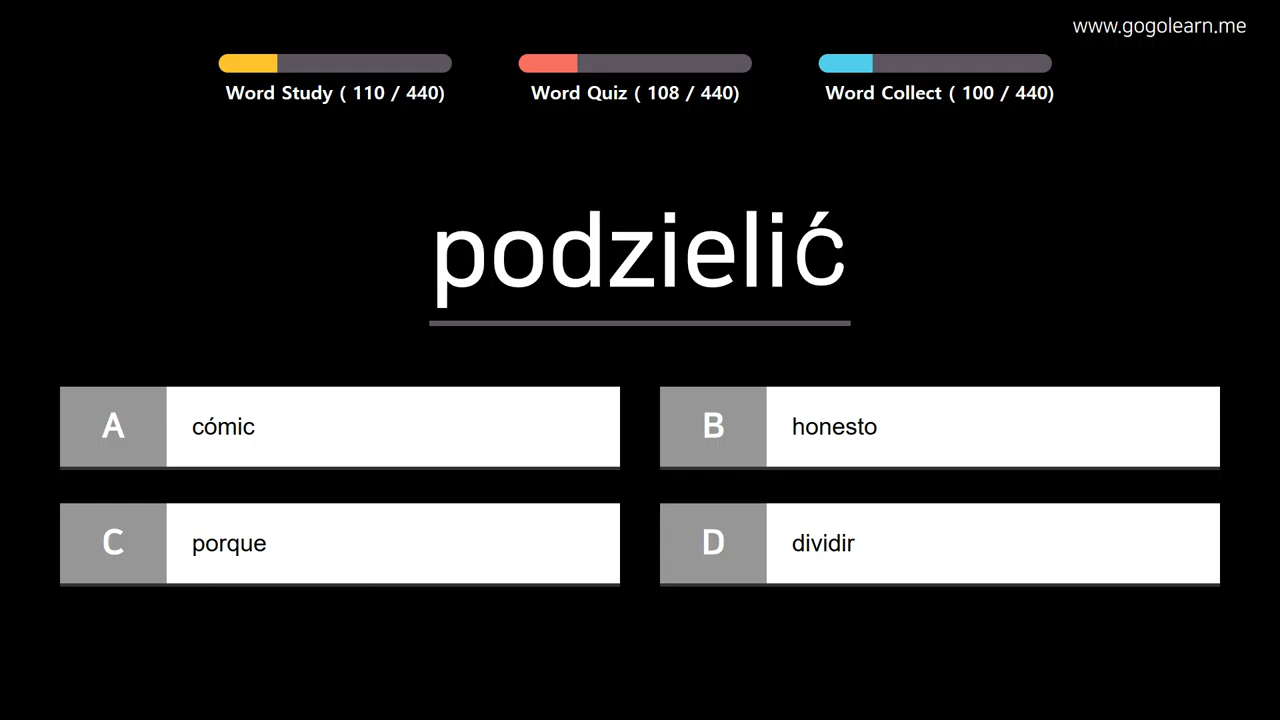 www.gogolearn.me
Word Study ( 110 / 440)
Word Quiz ( 108 / 440)
Word Collect ( 100 / 440)
podzielić
A cómic
B honesto
C porque
D dividir